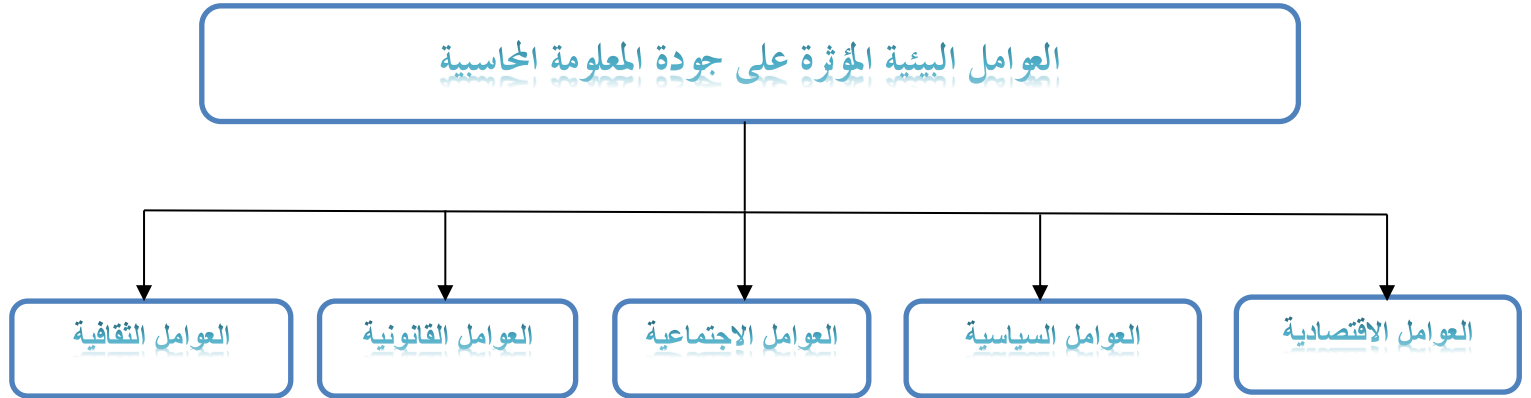 العوامل البيئية المؤثرة على جودة المعلومة المحاسبية
العوامل الاقتصادية
العوامل السياسية
العوامل الاجتماعية
العوامل القانونية
العوامل الثقافية